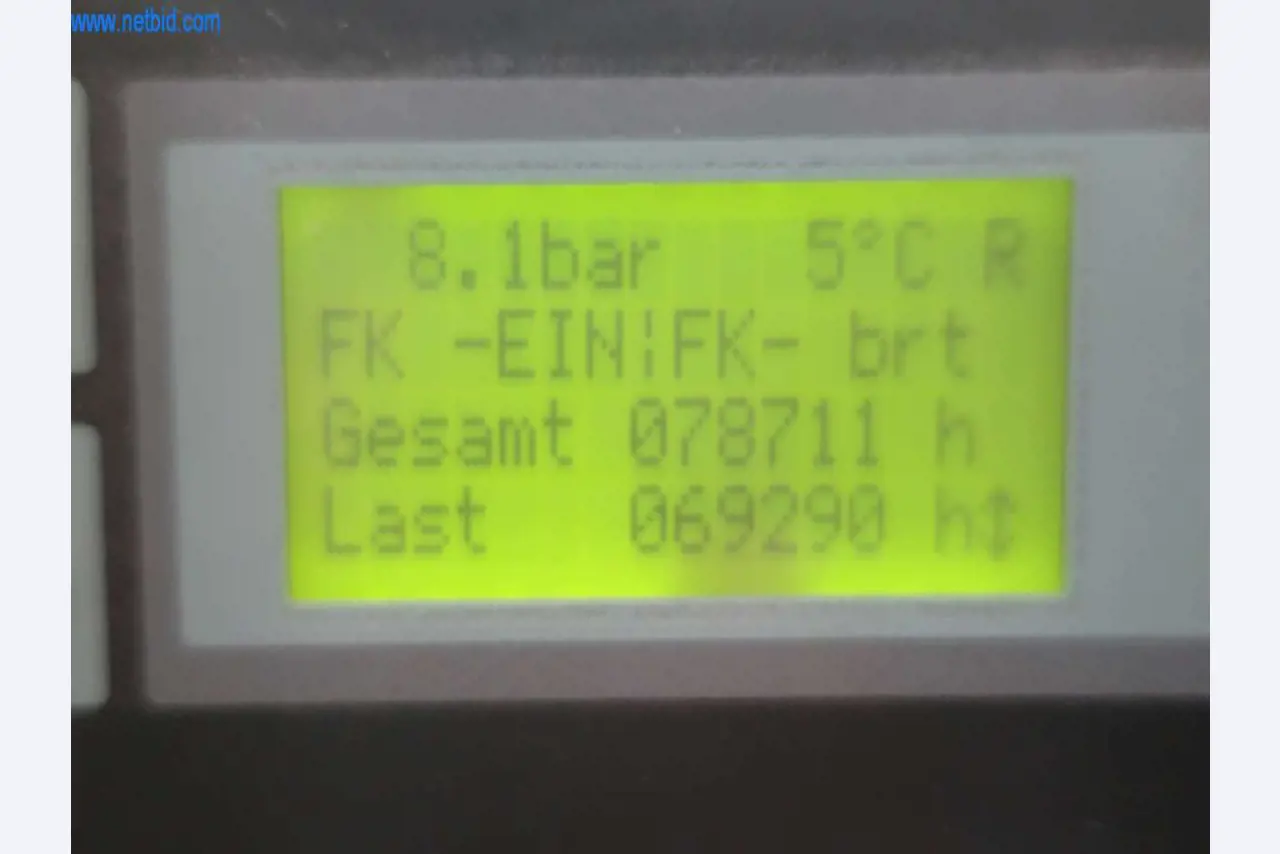 www.netbid.com
8.1bar 5°C R
FK -EIN¦FK- brt
Gesamt 078711 h
Last 069290 h↕